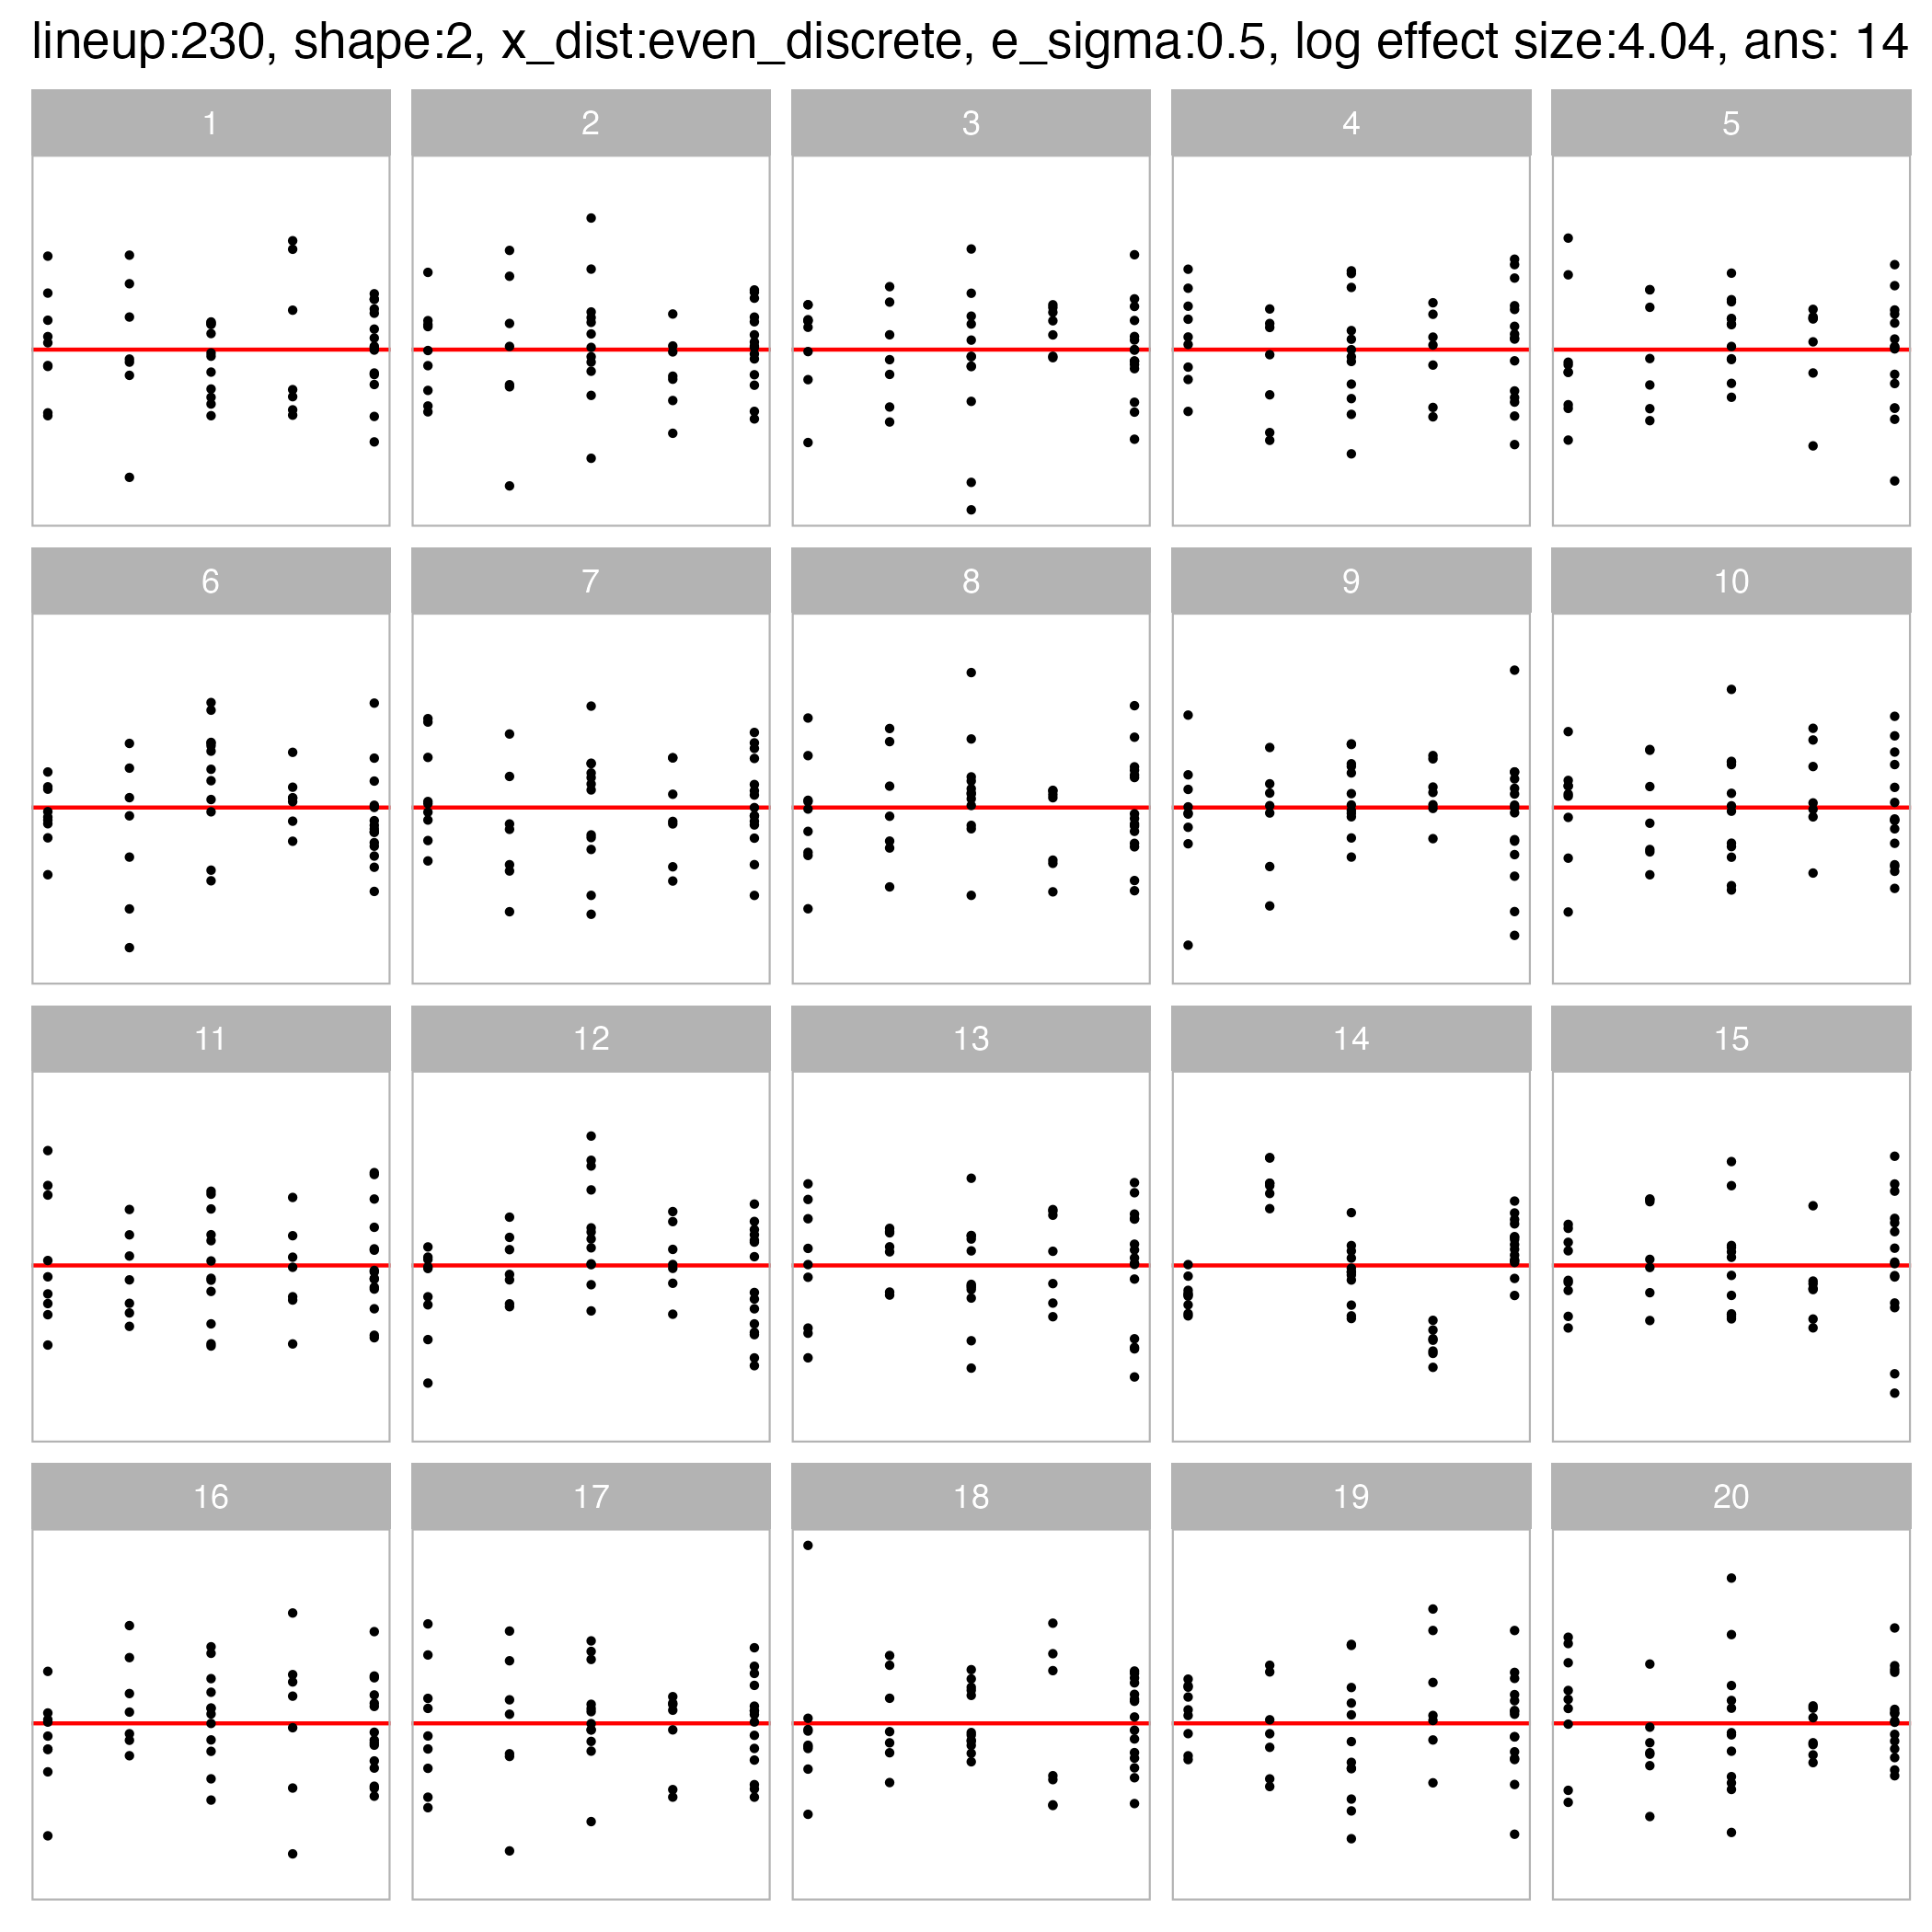 lineup:230, shape:2, x_dist:even_discrete, e_sigma:0.5, log effect size:4.04, ans: 14
1 2 3 4 5
6 7 8 9 10
11 12 13 14 15
16 17 18 19 20